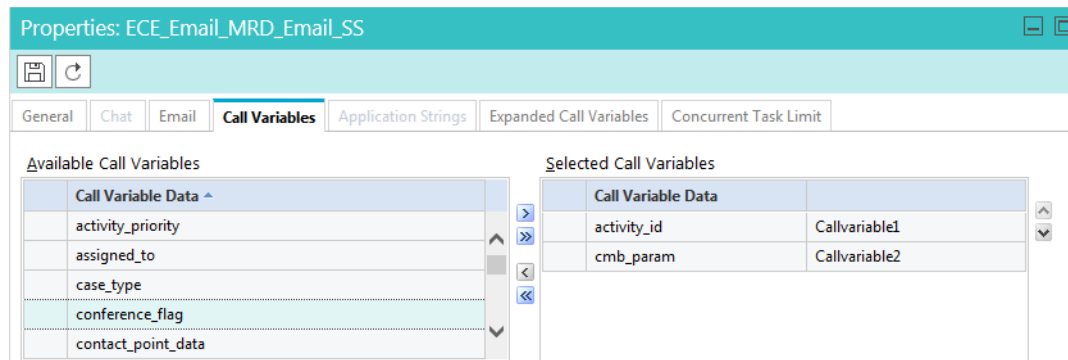 Properties: ECE_Email_MRD_Email_SS
General Chat Email Call Variables Application Strings Expanded Call Variables Concurrent Task Limit
Available Call Variables
Call Variable Data
activity_priority
assigned_to
case_type
conference_flag
contact_point_data
Selected Call Variables
Call Variable Data
activity_id Callvariable1
cmb_param Callvariable2